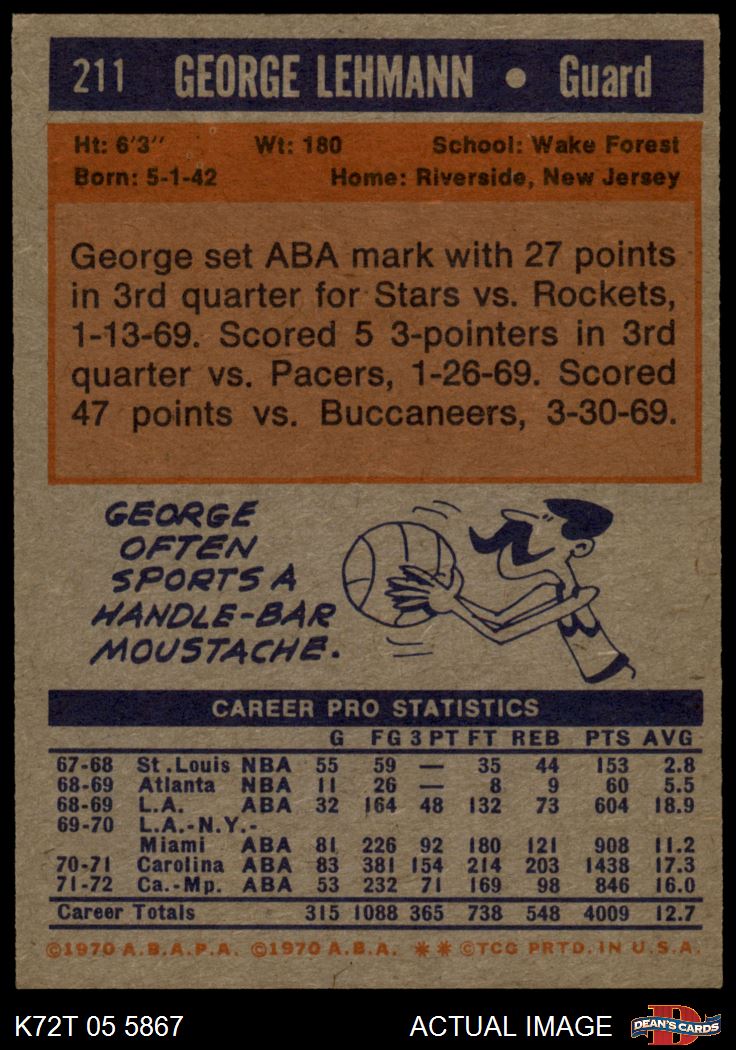 211 GEORGE LEHMANN • Guard
Ht: 6'3" Wt: 180 School: Wake Forest
Born: 5-1-42 Home: Riverside, New Jersey
George set ABA mark with 27 points
in 3rd quarter for Stars vs. Rockets,
1-13-69. Scored 5 3-pointers in 3rd
quarter vs. Pacers, 1-26-69. Scored
47 points vs. Buccaneers, 3-30-69.
GEORGE
OFTEN
SPORTS A
HANDLE-BAR
MOUSTACHE.
CAREER PRO STATISTICS
G FG 3 PT FT REB PTS AVG
67-68 St. Louis NBA 55 59 — 35 44 153 2.8
68-69 Atlanta NBA 11 26 — 8 9 60 5.5
68-69 L.A. ABA 32 164 48 132 73 604 18.9
69-70 L.A.-N.Y.-
Miami ABA 81 226 92 180 121 908 11.2
70-71 Carolina ABA 83 381 154 214 203 1438 17.3
71-72 Ca.-Mp. ABA 53 232 71 169 98 846 16.0
Career Totals 315 1088 365 738 548 4009 12.7
©1970 A.B.A.P.A. ©1970 A.B.A. ** ©TCG PRTD. IN U.S.A.
K72T 05 5867 ACTUAL IMAGE DEAN'S CARDS